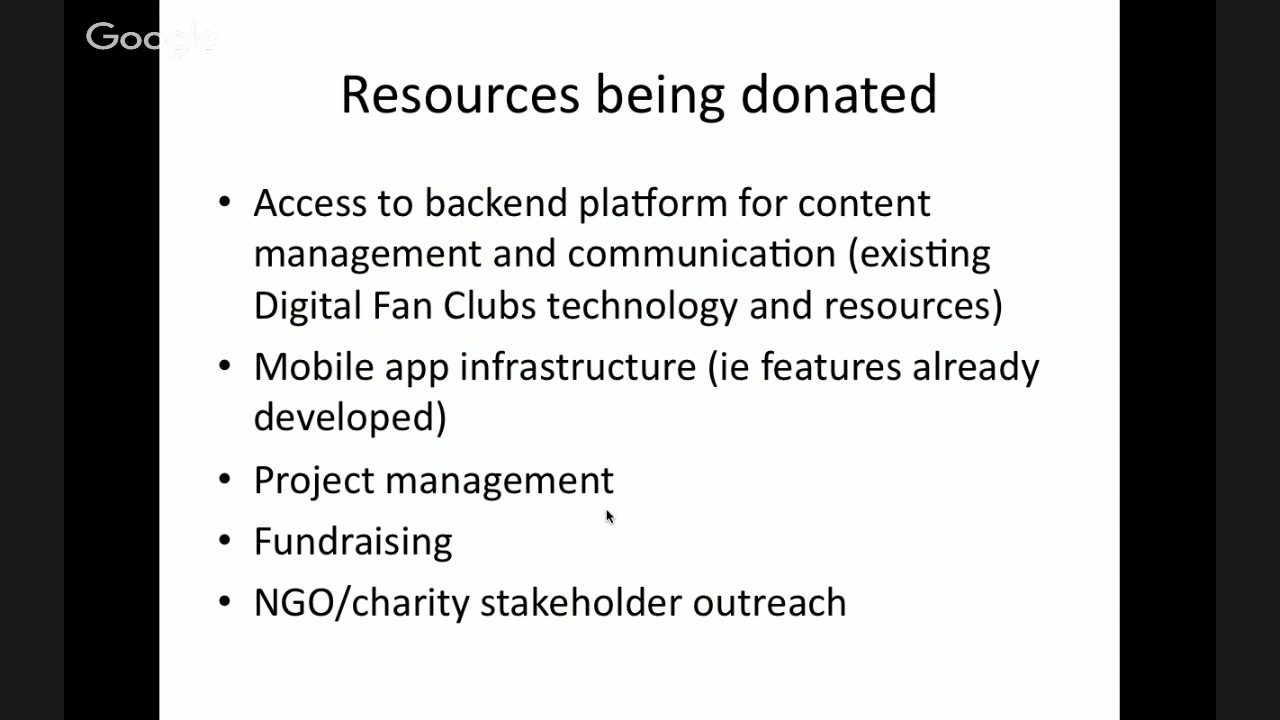 Google
Resources being donated
• Access to backend platform for content
management and communication (existing
Digital Fan Clubs technology and resources)
• Mobile app infrastructure (ie features already
developed)
• Project management
• Fundraising
• NGO/charity stakeholder outreach